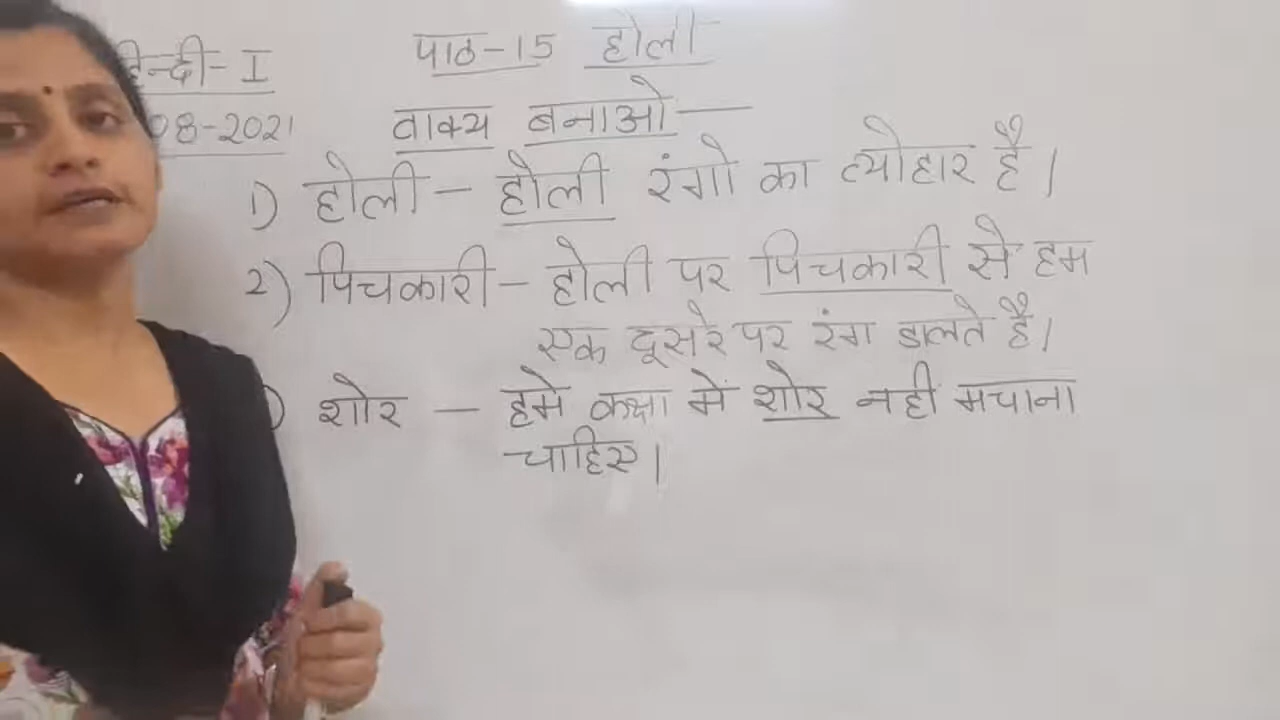 हिन्दी-I
पाठ-15 होली
08-2021
वाक्य बनाओ-
1) होली - होली रंगो का त्योहार है।
2) पिचकारी - होली पर पिचकारी से हम
एक दूसरे पर रंग डालते है।
) शोर - हमे कक्षा में शोर नही मचाना
चाहिए।